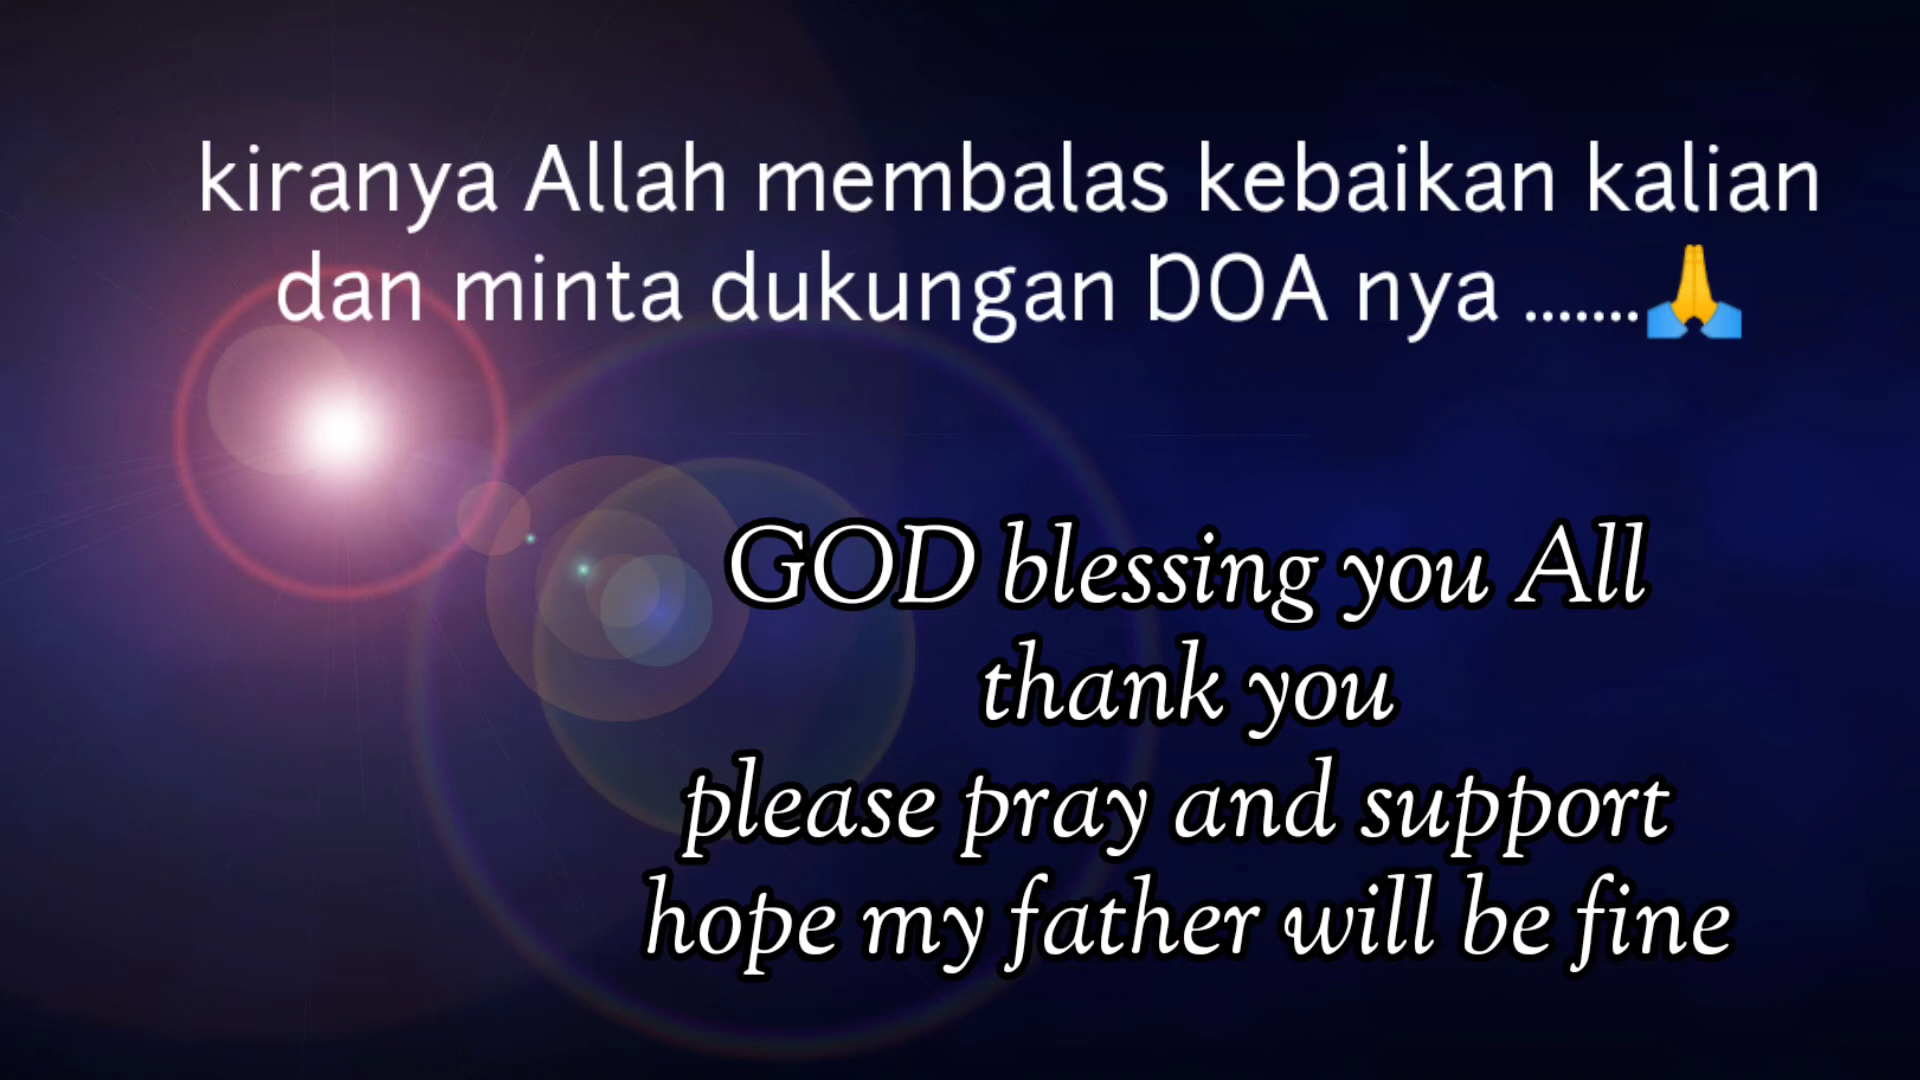 kiranya Allah membalas kebaikan kalian
dan minta dukungan DOA nya .......🙏
GOD blessing you All
thank you
please pray and support
hope my father will be fine